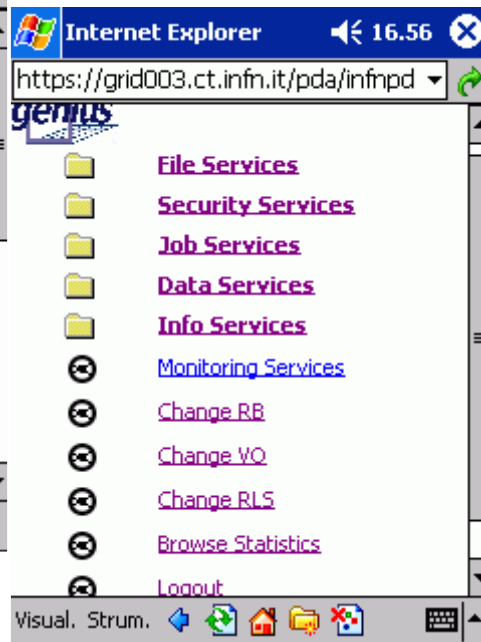 Internet Explorer 16.56
https://grid003.ct.infn.it/pda/infnpd
genius
File Services
Security Services
Job Services
Data Services
Info Services
Monitoring Services
Change RB
Change VO
Change RLS
Browse Statistics
Logout
Visual. Strum.